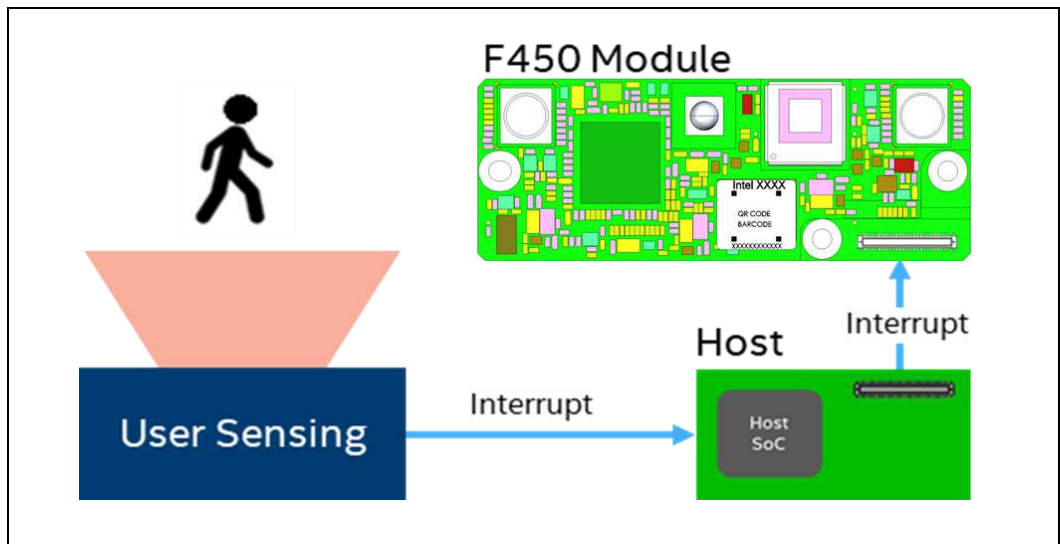 F450 Module
Intel XXXX
QR CODE
BARCODE
XXXXXXXXXXXX
Interrupt
Host
User Sensing
Interrupt
Host
SoC